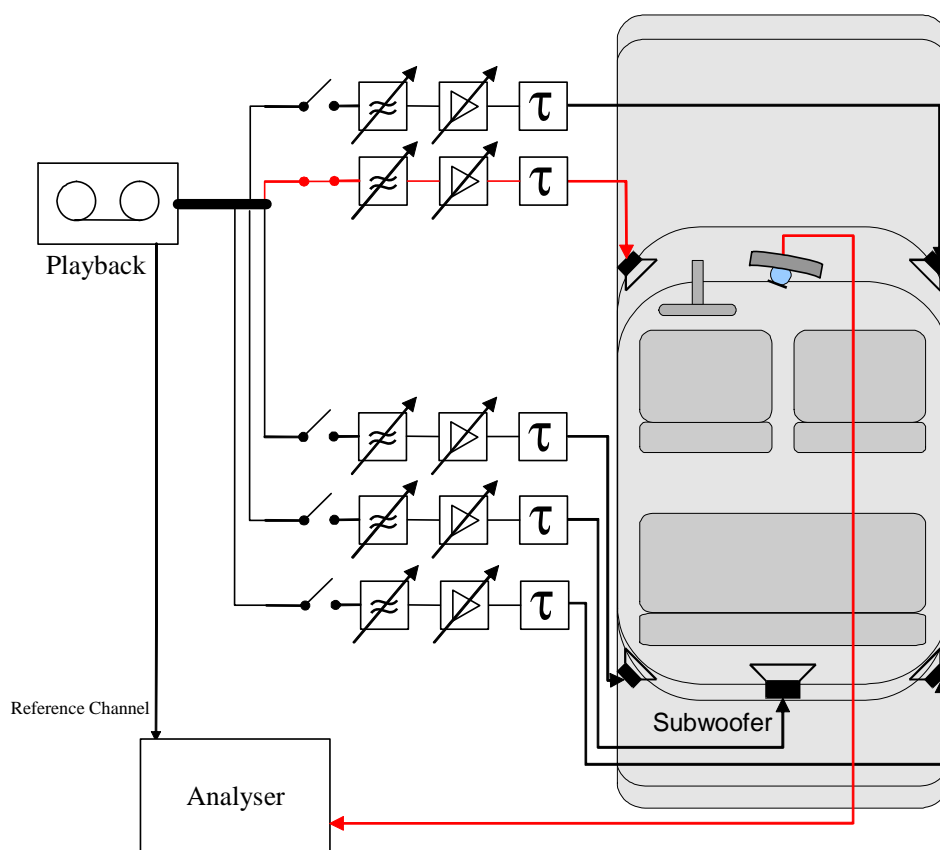 τ
τ
Playback
τ
τ
τ
Reference Channel
Subwoofer
Analyser